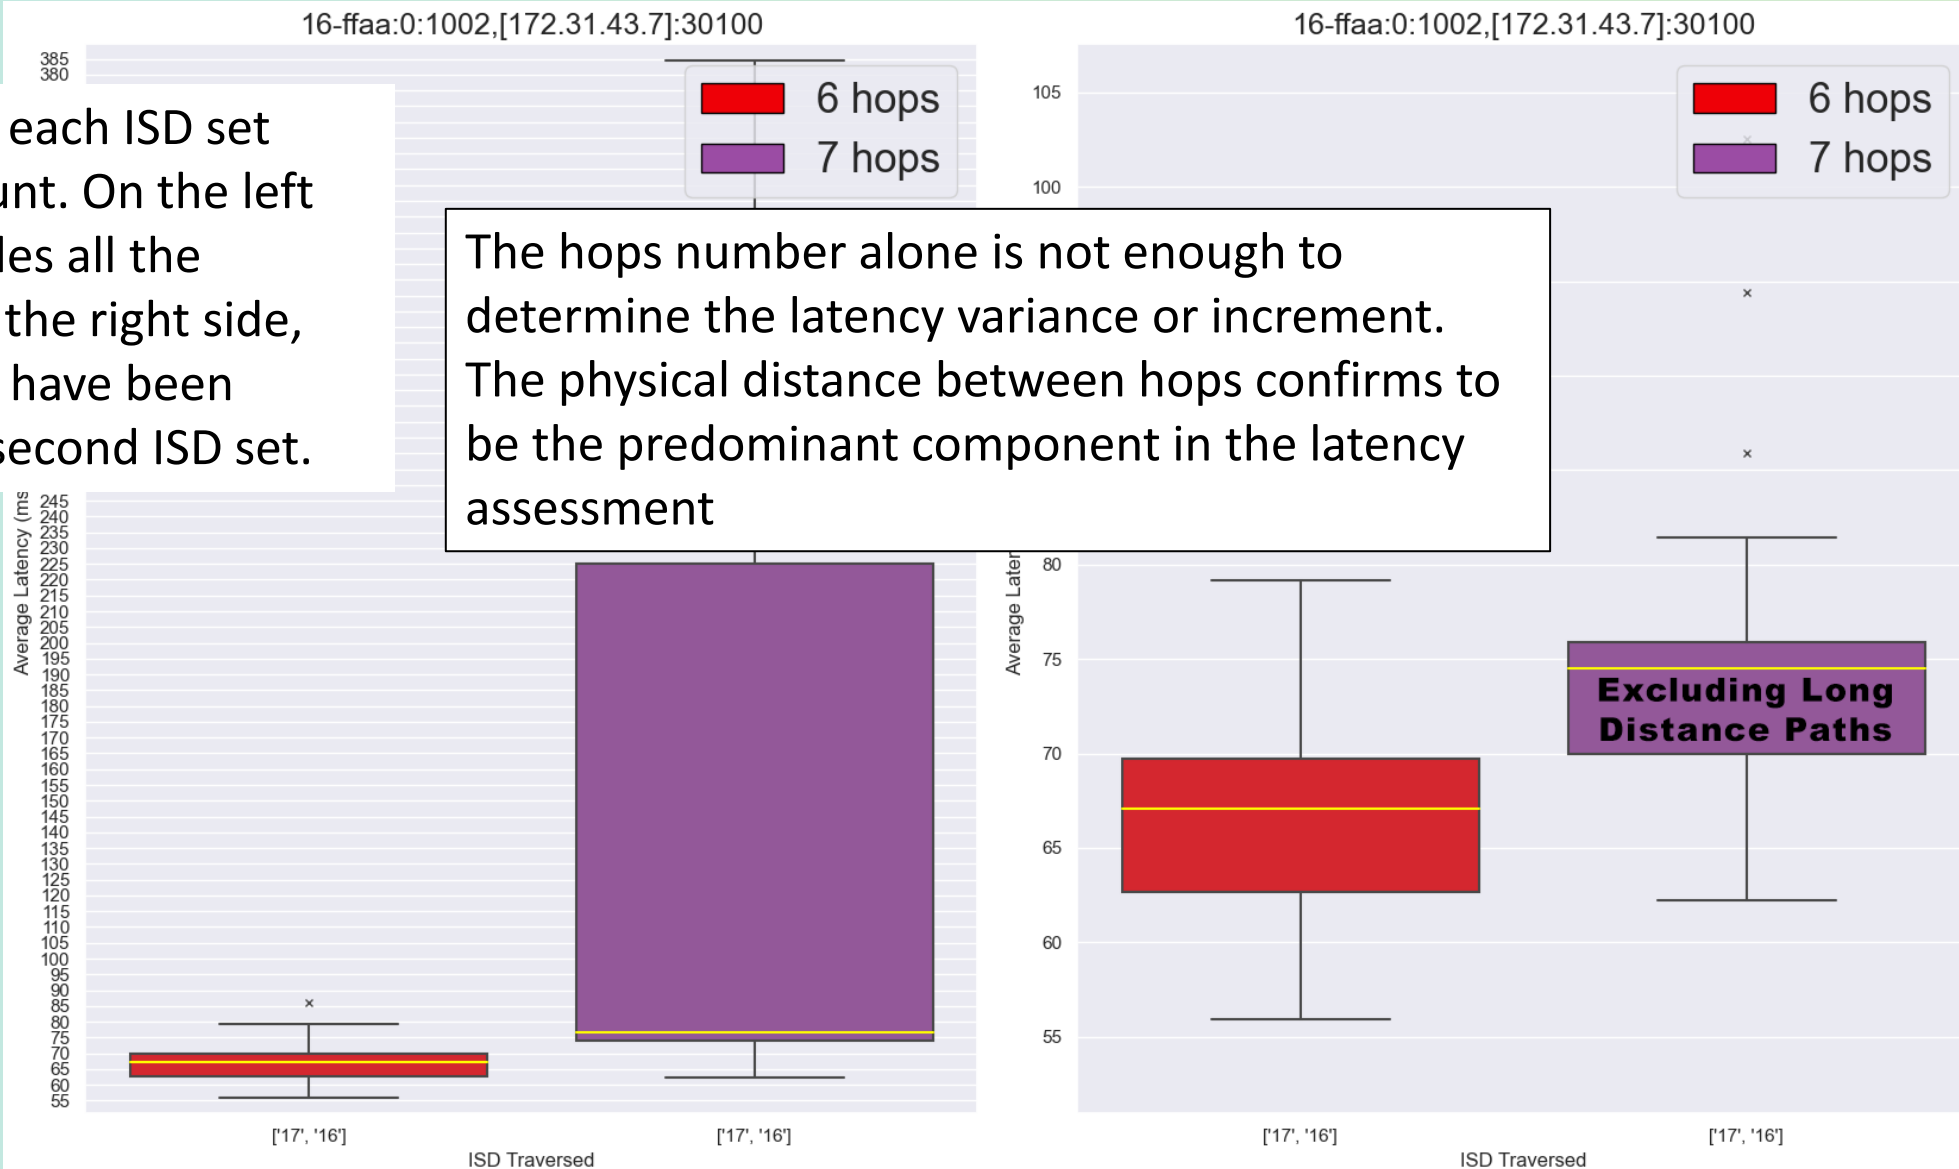 16-ffaa:0:1002,[172.31.43.7]:30100
385
380
6 hops
7 hops
each ISD set
On the left
all the
the right side,
have been
second ISD set.
The hops number alone is not enough to
determine the latency variance or increment.
The physical distance between hops confirms to
be the predominant component in the latency
assessment
Average Latency (ms
245
240
235
230
225
220
215
210
205
200
195
190
185
180
175
170
165
160
155
150
145
140
135
130
125
120
115
110
105
100
95
90
85
80
75
70
65
60
55
['17', '16']
['17', '16']
ISD Traversed
16-ffaa:0:1002,[172.31.43.7]:30100
105
100
6 hops
7 hops
Average
80
75
70
65
60
55
Excluding Long
Distance Paths
['17', '16']
['17', '16']
ISD Traversed